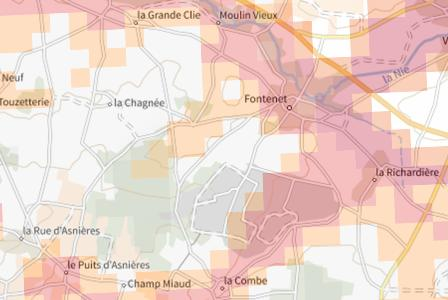 la Grande Clie
Moulin Vieux
V
la Nie
Neuf
Touzetterie
la Chagnée
Fontenet
la Richardière
la Rue d'Asnières
le Puits d'Asnières
Champ Miaud
la Combe